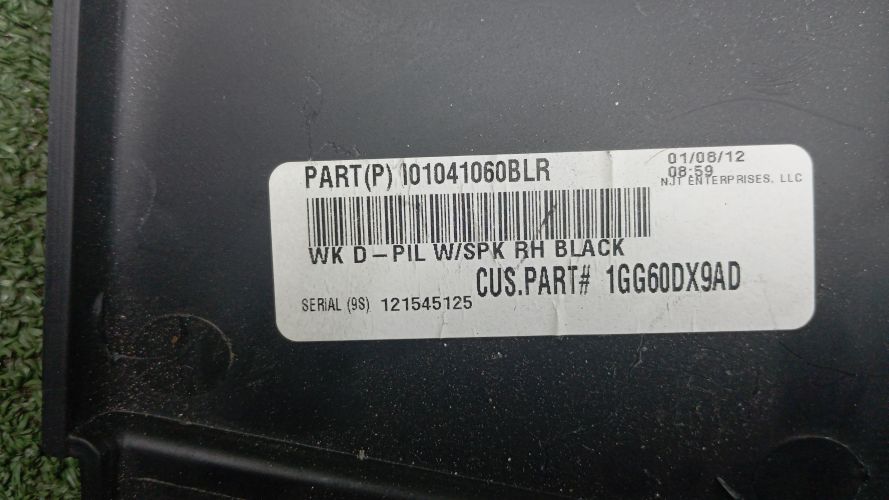 PART(P) I01041060BLR
01/08/12
08:59
NJT ENTERPRISES, LLC
WK D-PIL W/SPK RH BLACK
CUS.PART# 1GG60DX9AD
SERIAL (9S) 121545125